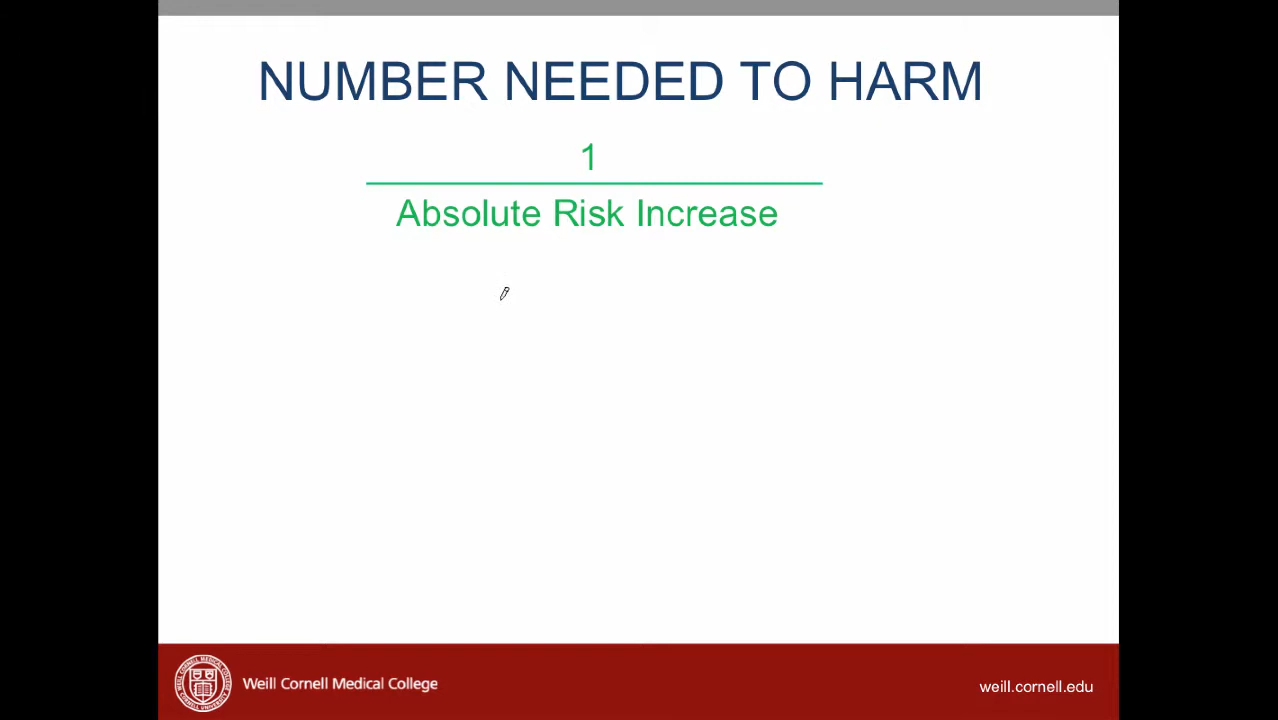 NUMBER NEEDED TO HARM
1
Absolute Risk Increase
Weill Cornell Medical College
weill.cornell.edu